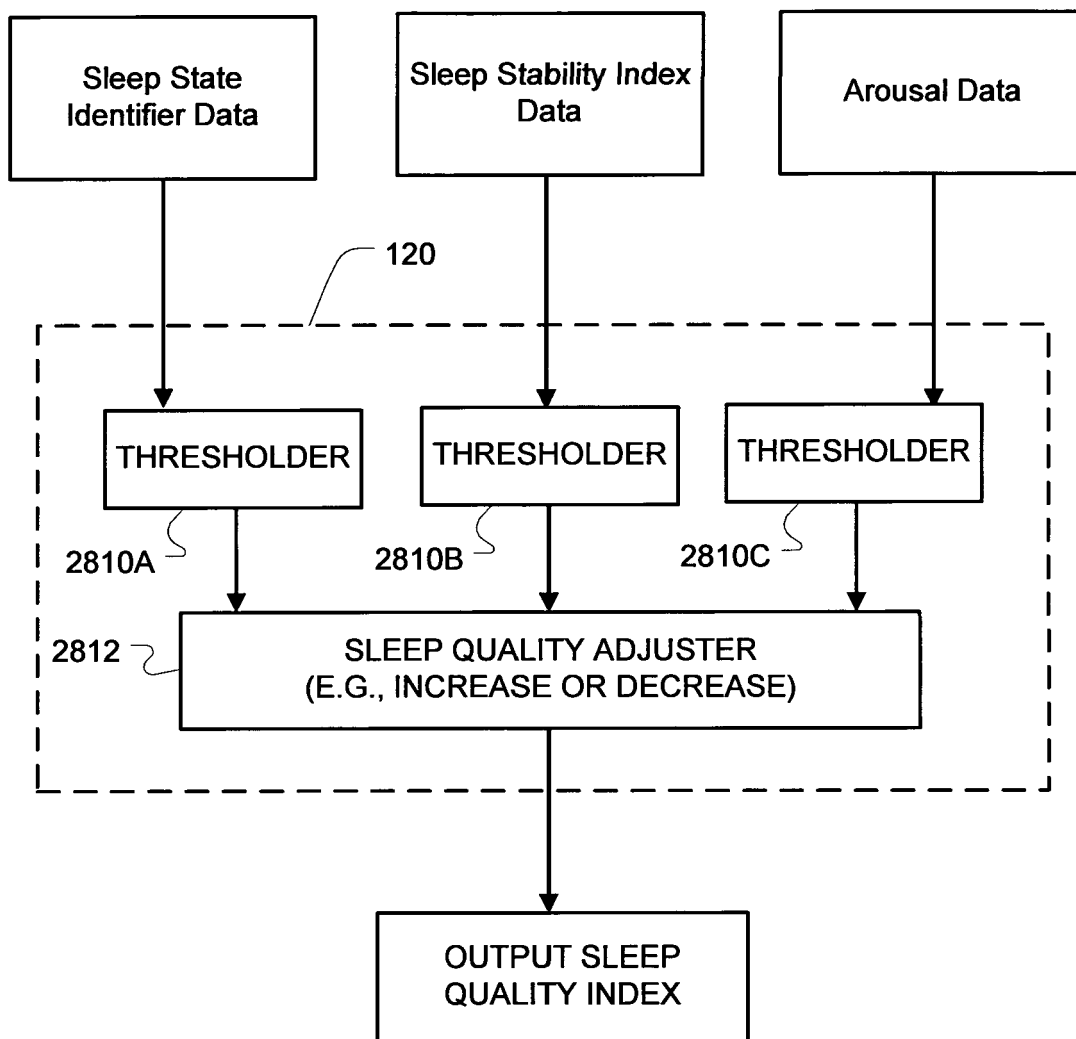 Sleep State
Identifier Data
Sleep Stability Index
Data
Arousal Data
120
THRESHOLDER
THRESHOLDER
THRESHOLDER
2810A
2810B
2810C
2812
SLEEP QUALITY ADJUSTER
(E.G., INCREASE OR DECREASE)
OUTPUT SLEEP
QUALITY INDEX